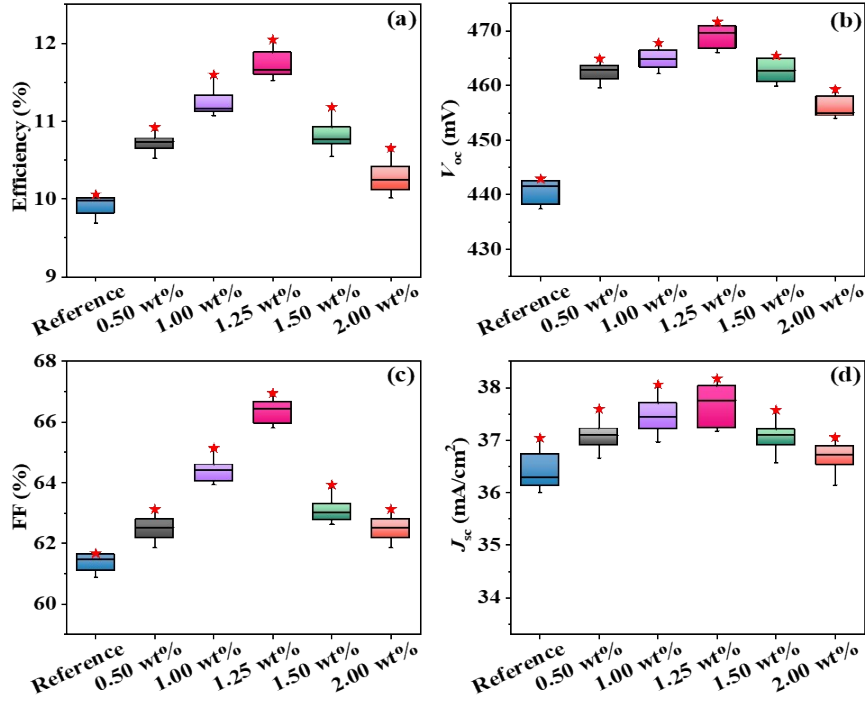 (a)
Efficiency (%)
12
11
10
9
Reference
0.50 wt%
1.00 wt%
1.25 wt%
1.50 wt%
2.00 wt%
(b)
Voc (mV)
470
460
450
440
430
Reference
0.50 wt%
1.00 wt%
1.25 wt%
1.50 wt%
2.00 wt%
(c)
FF (%)
68
66
64
62
60
Reference
0.50 wt%
1.00 wt%
1.25 wt%
1.50 wt%
2.00 wt%
(d)
Jsc (mA/cm²)
38
37
36
35
34
33
Reference
0.50 wt%
1.00 wt%
1.25 wt%
1.50 wt%
2.00 wt%